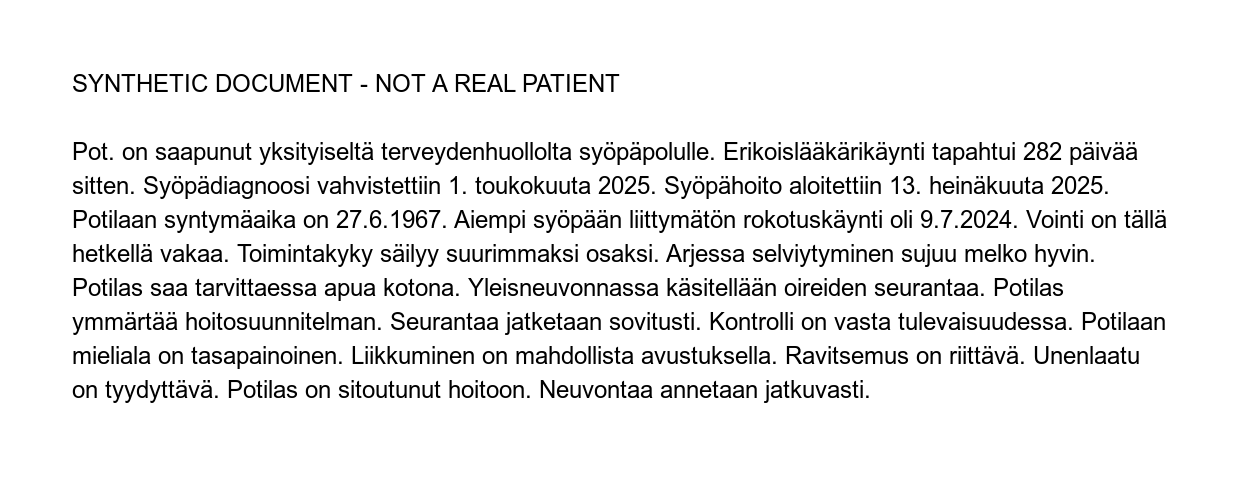 SYNTHETIC DOCUMENT - NOT A REAL PATIENT
Pot. on saapunut yksityiseltä terveydenhuollolta syöpäpolulle. Erikoislääkärikäynti tapahtui 282 päivää
sitten. Syöpädiagnoosi vahvistettiin 1. toukokuuta 2025. Syöpähoito aloitettiin 13. heinäkuuta 2025.
Potilaan syntymäaika on 27.6.1967. Aiempi syöpään liittymätön rokotuskäynti oli 9.7.2024. Vointi on tällä
hetkellä vakaa. Toimintakyky säilyy suurimmaksi osaksi. Arjessa selviytyminen sujuu melko hyvin.
Potilas saa tarvittaessa apua kotona. Yleisneuvonnassa käsitellään oireiden seurantaa. Potilas
ymmärtää hoitosuunnitelman. Seurantaa jatketaan sovitusti. Kontrolli on vasta tulevaisuudessa. Potilaan
mieliala on tasapainoinen. Liikkuminen on mahdollista avustuksella. Ravitsemus on riittävä. Unenlaatu
on tyydyttävä. Potilas on sitoutunut hoitoon. Neuvontaa annetaan jatkuvasti.